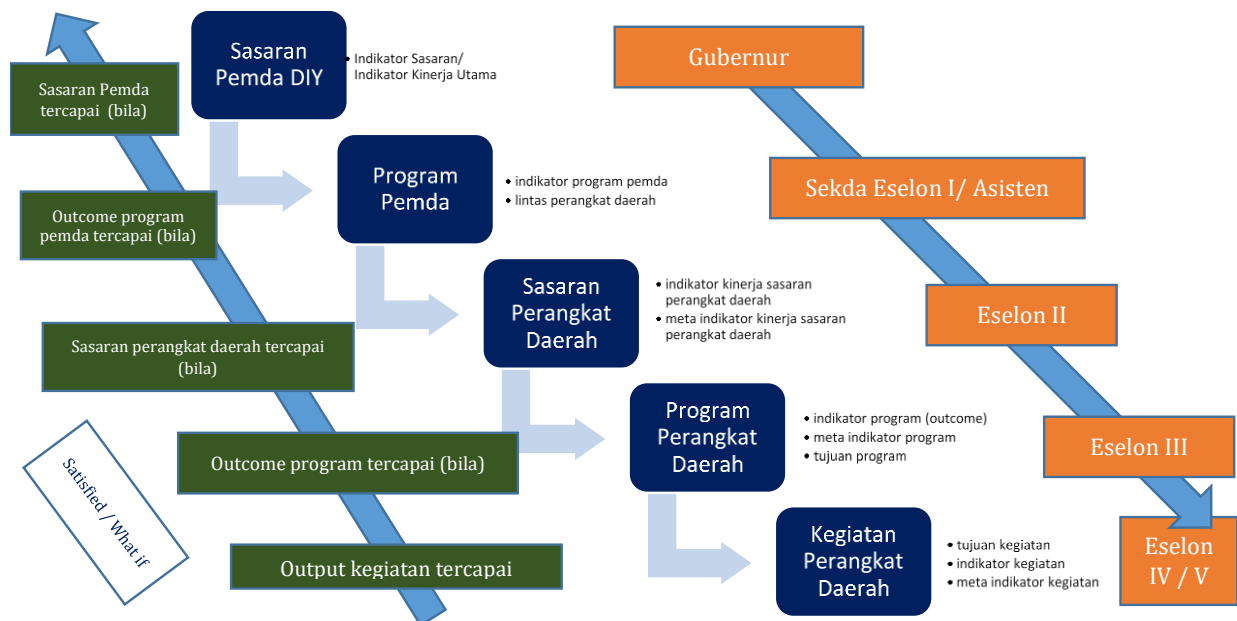 Sasaran
Pemda DIY
• Indikator Sasaran/
Indikator Kinerja Utama
Gubernur
Sasaran Pemda
tercapai (bila)
Program
Pemda
• indikator program pemda
• lintas perangkat daerah
Sekda Eselon I/ Asisten
Outcome program
pemda tercapai (bila)
Sasaran
Perangkat
Daerah
• indikator kinerja sasaran
perangkat daerah
• meta indikator kinerja sasaran
perangkat daerah
Eselon II
Sasaran perangkat daerah tercapai
(bila)
Program
Perangkat
Daerah
• indikator program (outcome)
• meta indikator program
• tujuan program
Eselon III
Outcome program tercapai (bila)
Satisfied / What if
Kegiatan
Perangkat
Daerah
• tujuan kegiatan
• indikator kegiatan
• meta indikator kegiatan
Eselon
IV / V
Output kegiatan tercapai